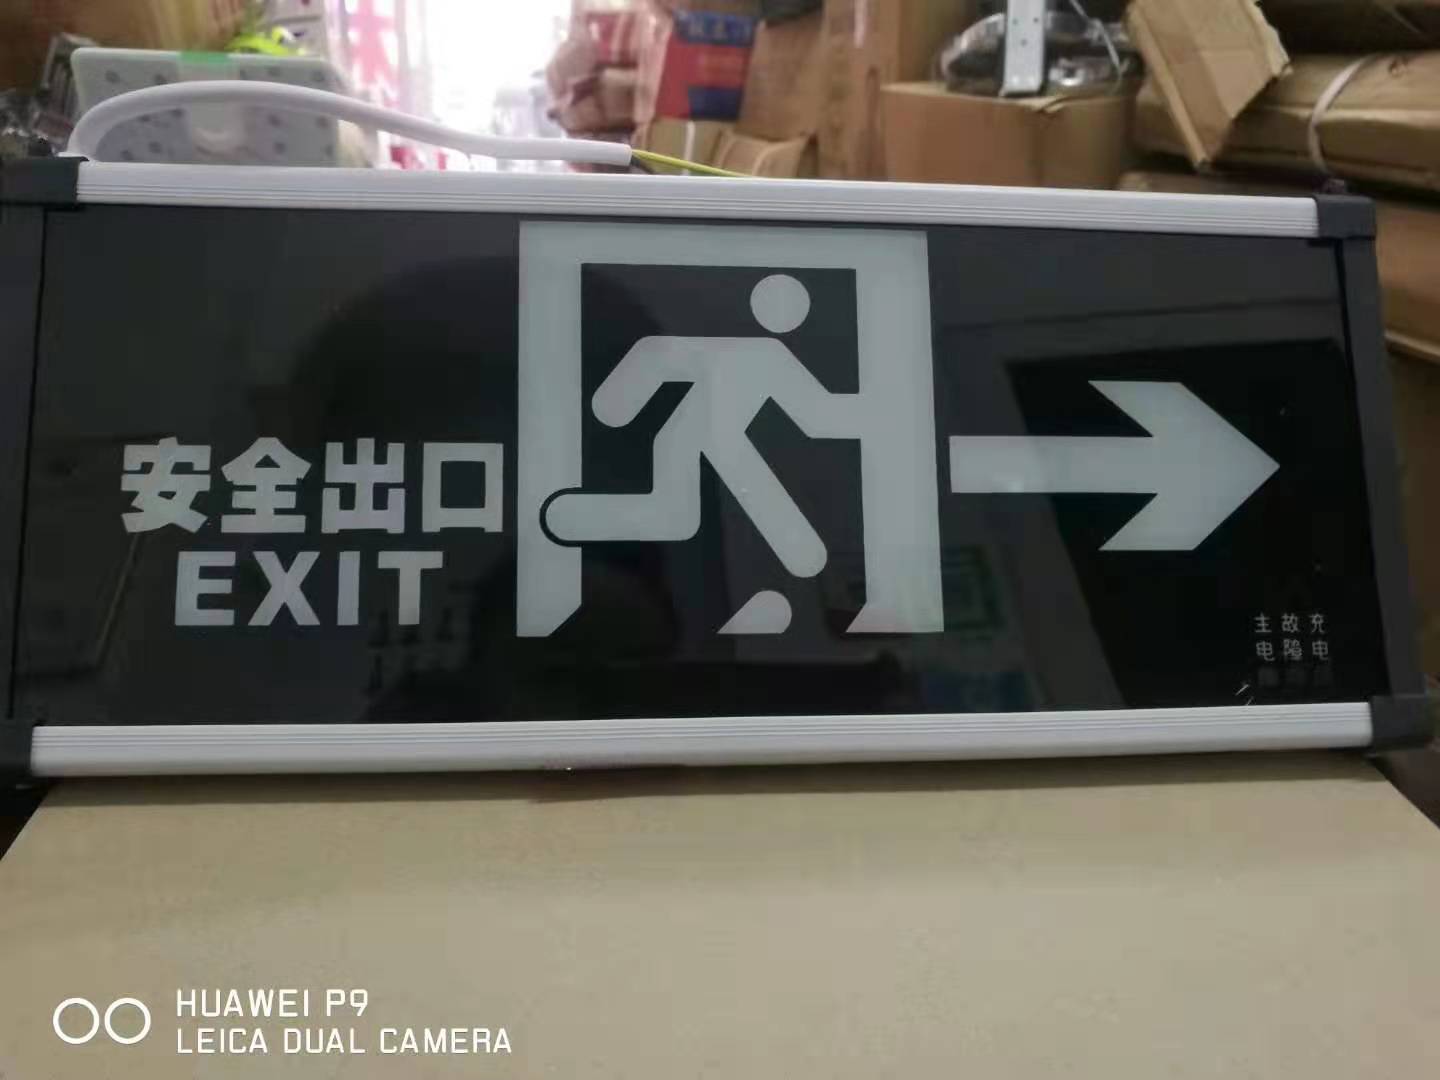 安全出口
EXIT
主 故 充
电 障 电
HUAWEI P9
LEICA DUAL CAMERA